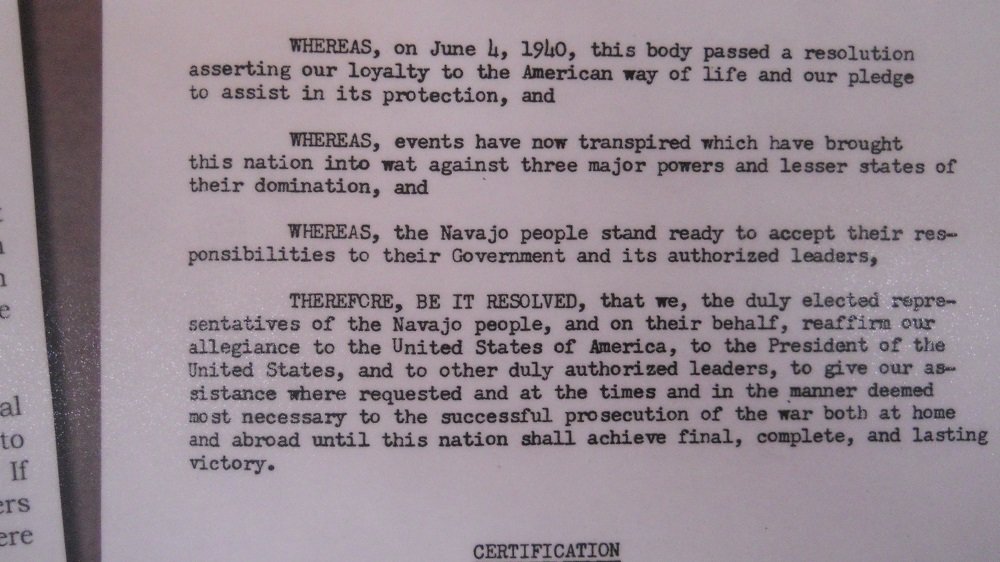 WHEREAS, on June 4, 1940, this body passed a resolution
asserting our loyalty to the American way of life and our pledge
to assist in its protection, and
WHEREAS, events have now transpired which have brought
this nation into wat against three major powers and lesser states of
their domination, and
WHEREAS, the Navajo people stand ready to accept their res-
ponsibilities to their Government and its authorized leaders,
THEREFORE, BE IT RESOLVED, that we, the duly elected repre-
sentatives of the Navajo people, and on their behalf, reaffirm our
allegiance to the United States of America, to the President of the
United States, and to other duly authorized leaders, to give our as-
sistance where requested and at the times and in the manner deemed
most necessary to the successful prosecution of the war both at home
and abroad until this nation shall achieve final, complete, and lasting
victory.
CERTIFICATION
al
to
If
ers
ere